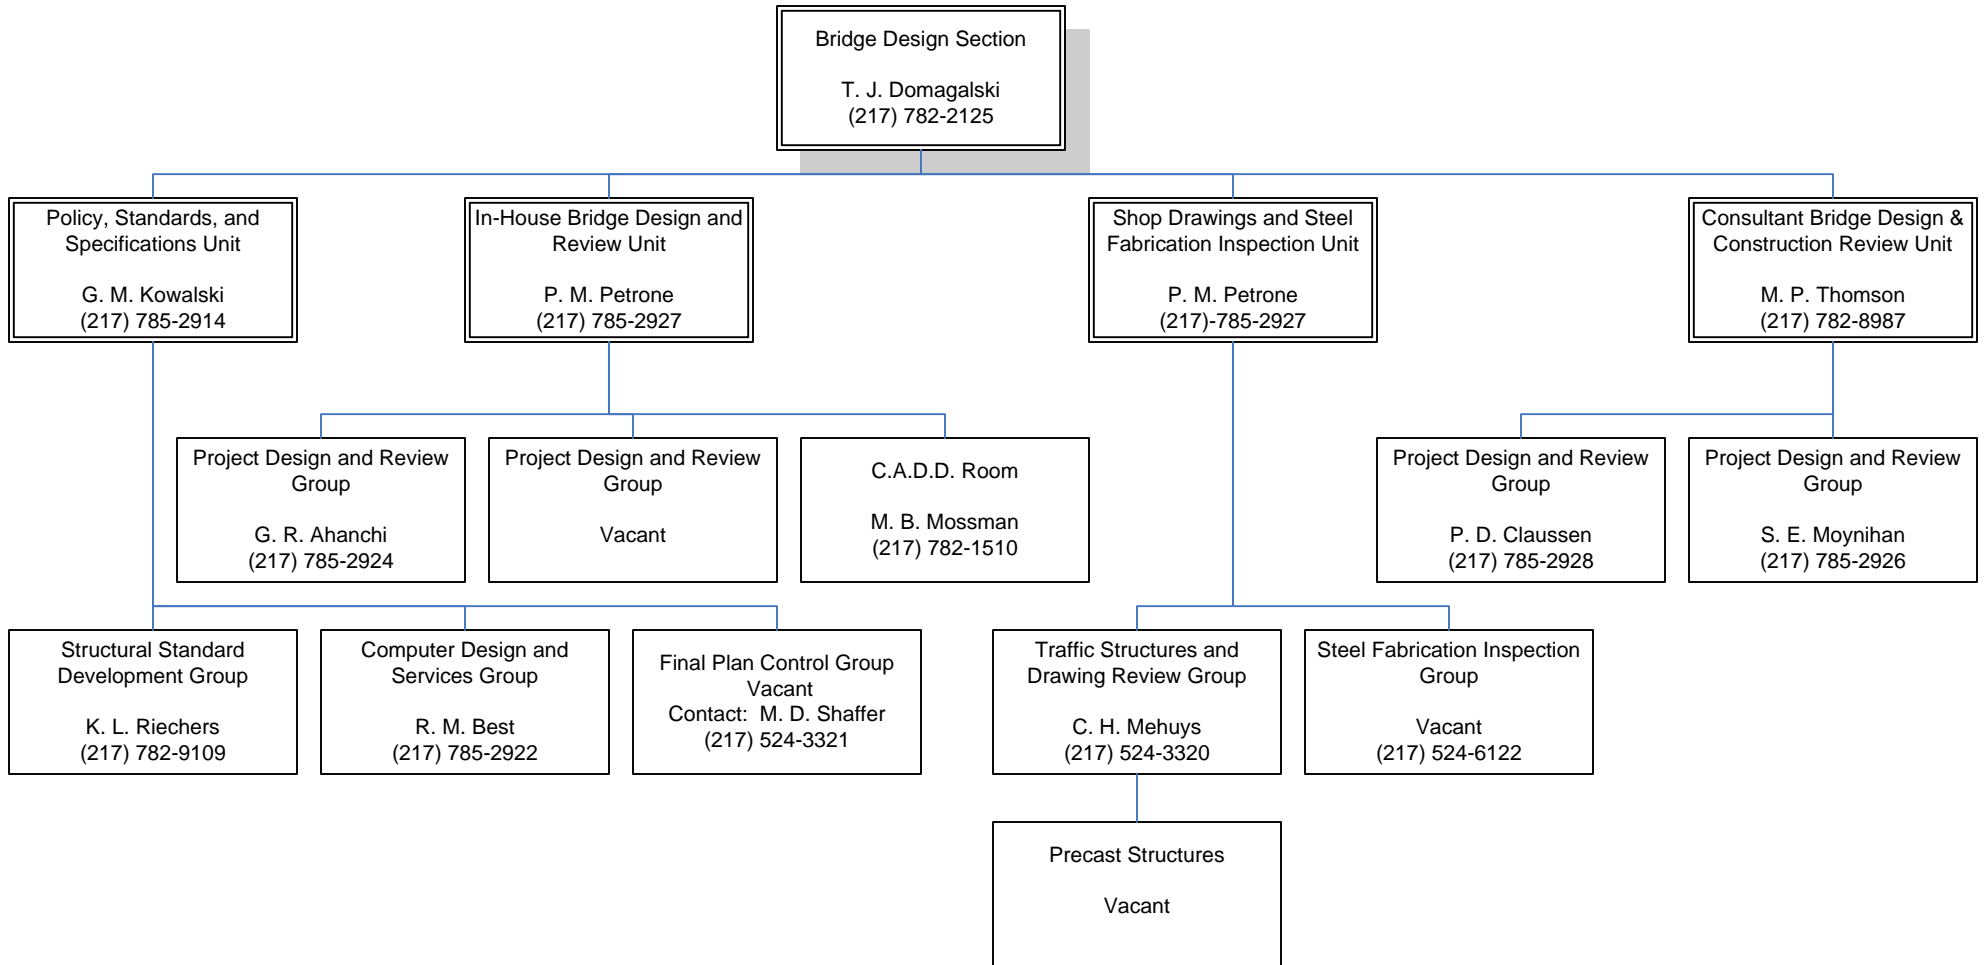 Bridge Design Section
T. J. Domagalski
(217) 782-2125
Policy, Standards, and
Specifications Unit
G. M. Kowalski
(217) 785-2914
In-House Bridge Design and
Review Unit
P. M. Petrone
(217) 785-2927
Shop Drawings and Steel
Fabrication Inspection Unit
P. M. Petrone
(217)-785-2927
Consultant Bridge Design &
Construction Review Unit
M. P. Thomson
(217) 782-8987
Project Design and Review
Group
G. R. Ahanchi
(217) 785-2924
Project Design and Review
Group
Vacant
C.A.D.D. Room
M. B. Mossman
(217) 782-1510
Project Design and Review
Group
P. D. Claussen
(217) 785-2928
Project Design and Review
Group
S. E. Moynihan
(217) 785-2926
Structural Standard
Development Group
K. L. Riechers
(217) 782-9109
Computer Design and
Services Group
R. M. Best
(217) 785-2922
Final Plan Control Group
Vacant
Contact:  M. D. Shaffer
(217) 524-3321
Traffic Structures and
Drawing Review Group
C. H. Mehuys
(217) 524-3320
Steel Fabrication Inspection
Group
Vacant
(217) 524-6122
Precast Structures
Vacant